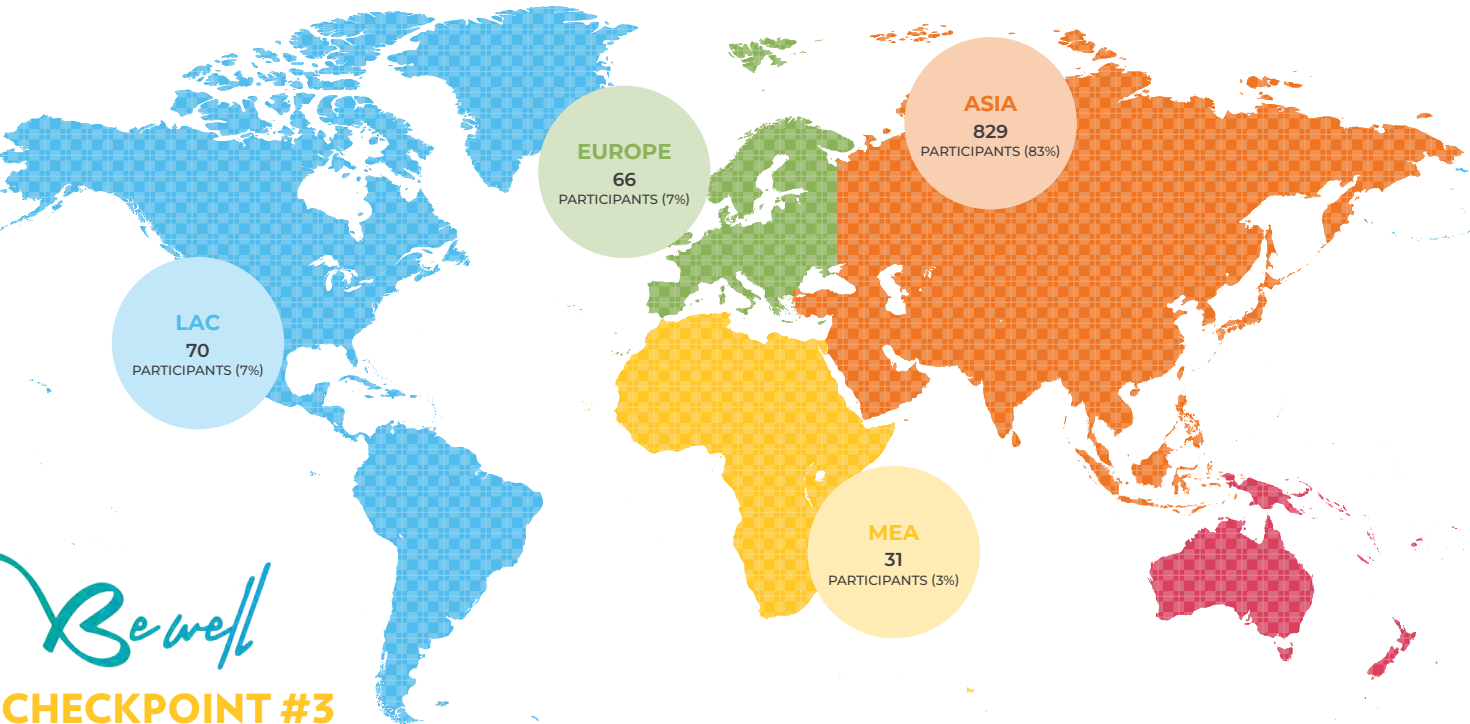 ASIA
829
PARTICIPANTS (83%)
EUROPE
66
PARTICIPANTS (7%)
LAC
70
PARTICIPANTS (7%)
MEA
31
PARTICIPANTS (3%)
Be well
CHECKPOINT #3